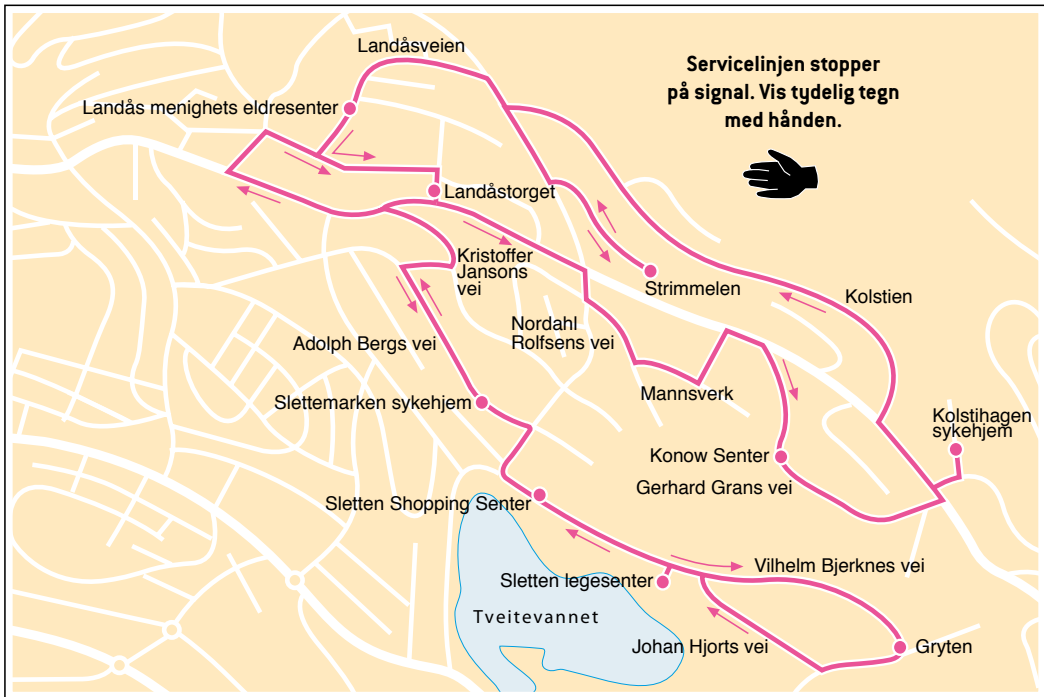 Landåsveien
Servicelinjen stopper
på signal. Vis tydelig tegn
med hånden.
Landås menighets eldresenter
Landåstorget
Kristoffer
Jansons
vei
Strimmelen
Kolstien
Nordahl
Rolfsens vei
Adolph Bergs vei
Mannsverk
Slettemarken sykehjem
Kolstihagen
sykehjem
Konow Senter
Gerhard Grans vei
Sletten Shopping Senter
Vilhelm Bjerknes vei
Sletten legesenter
Tveitevannet
Johan Hjorts vei
Gryten